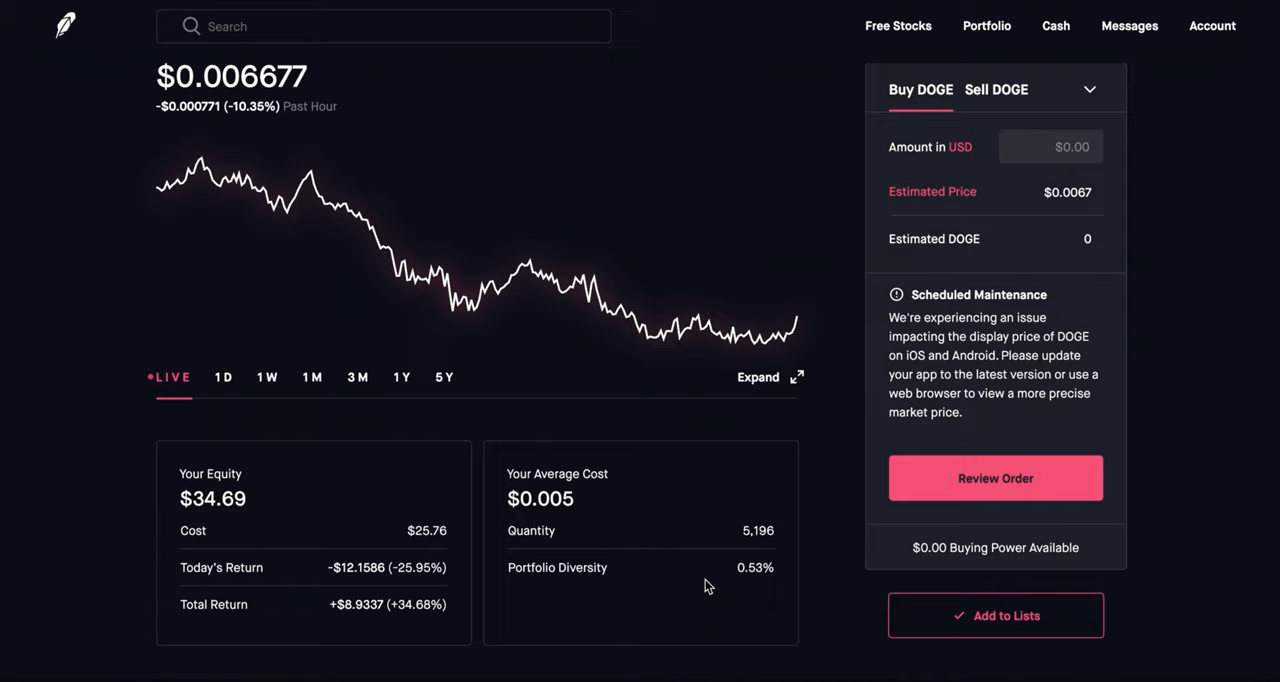 Search
Free Stocks Portfolio Cash Messages Account
$0.006677
-$0.000771 (-10.35%) Past Hour
LIVE 1D 1W 1M 3M 1Y 5Y
Expand
Your Equity
$34.69
Cost $25.76
Today's Return -$12.1586 (-25.95%)
Total Return +$8.9337 (+34.68%)
Your Average Cost
$0.005
Quantity 5,196
Portfolio Diversity 0.53%
Buy DOGE Sell DOGE
Amount in USD $0.00
Estimated Price $0.0067
Estimated DOGE 0
Scheduled Maintenance
We're experiencing an issue
impacting the display price of DOGE
on iOS and Android. Please update
your app to the latest version or use a
web browser to view a more precise
market price.
Review Order
$0.00 Buying Power Available
Add to Lists